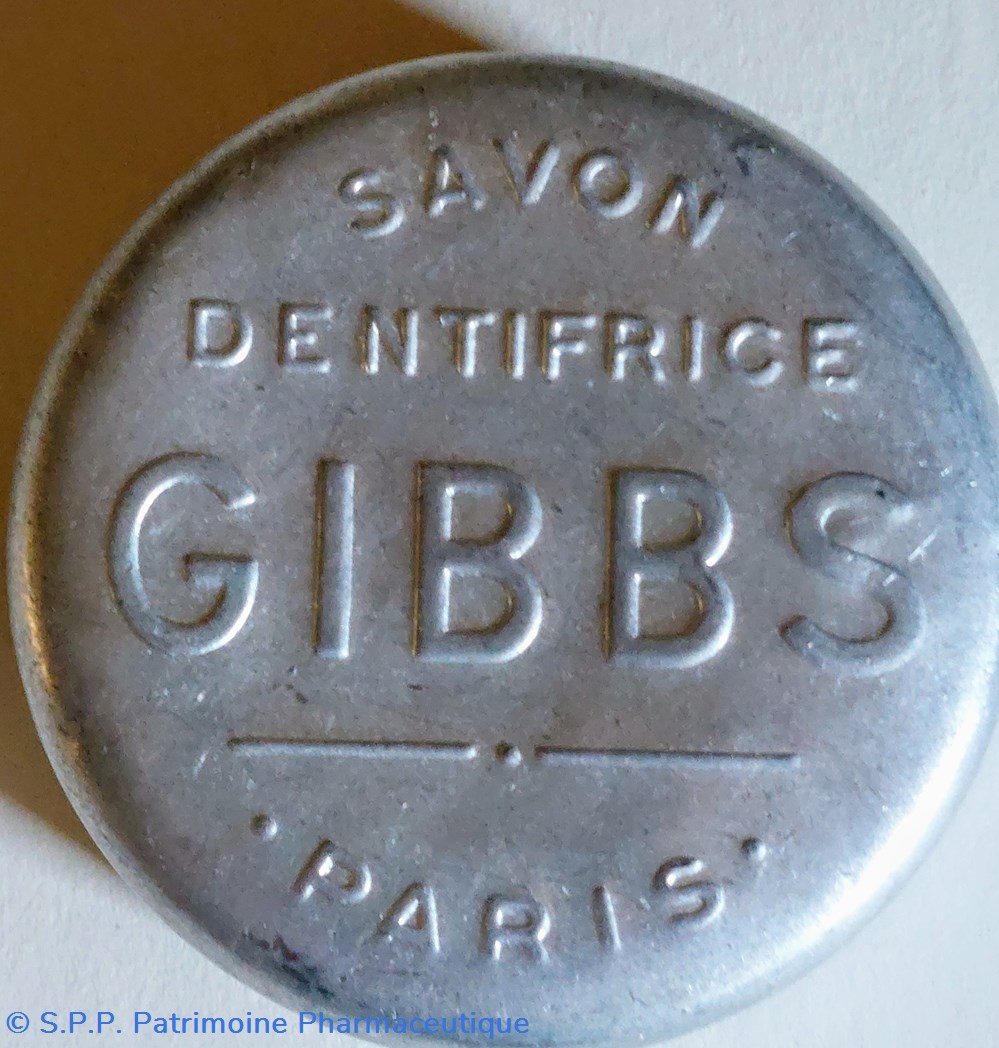 SAVON
DENTIFRICE
GIBBS
PARIS
© S.P.P. Patrimoine Pharmaceutique